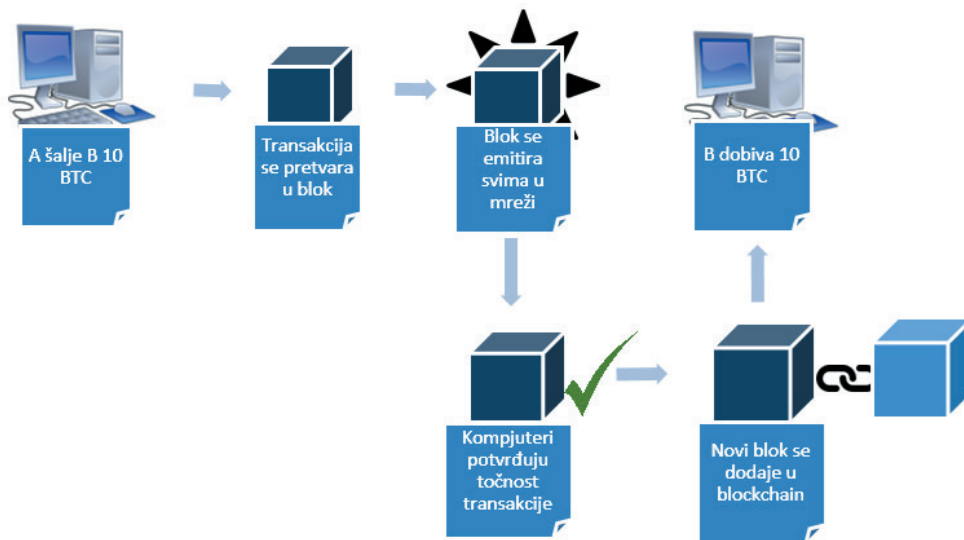 A šalje B 10
BTC
Transakcija
se pretvara
u blok
Blok se
emitira
svima u
mreži
Kompjuteri
potvrđuju
točnost
transakcije
Novi blok se
dodaje u
blockchain
B dobiva 10
BTC